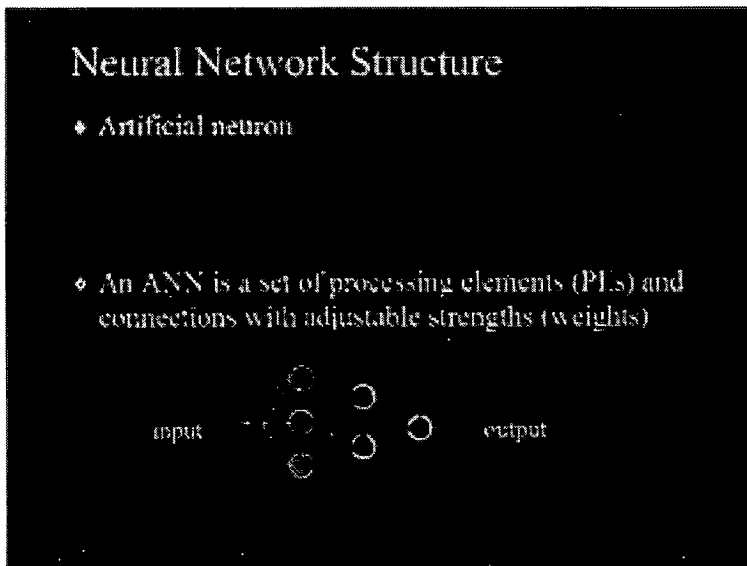 Neural Network Structure
Artificial neuron
An ANN is a set of processing elements (PEs) and
connections with adjustable strengths (weights)
input
output